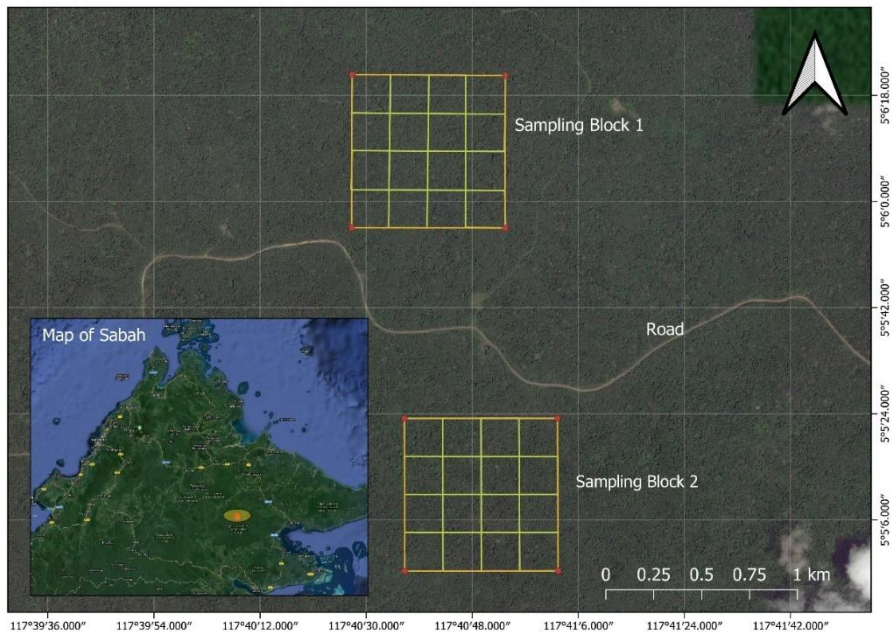 Sampling Block 1
5°6'18.000"
5°6'0.000"
5°5'42.000"
Road
Map of Sabah
5°5'24.000"
Sampling Block 2
5°5'6.000"
0 0.25 0.5 0.75 1 km
117°39'36.000" 117°39'54.000" 117°40'12.000" 117°40'30.000" 117°40'48.000" 117°41'6.000" 117°41'24.000" 117°41'42.000"